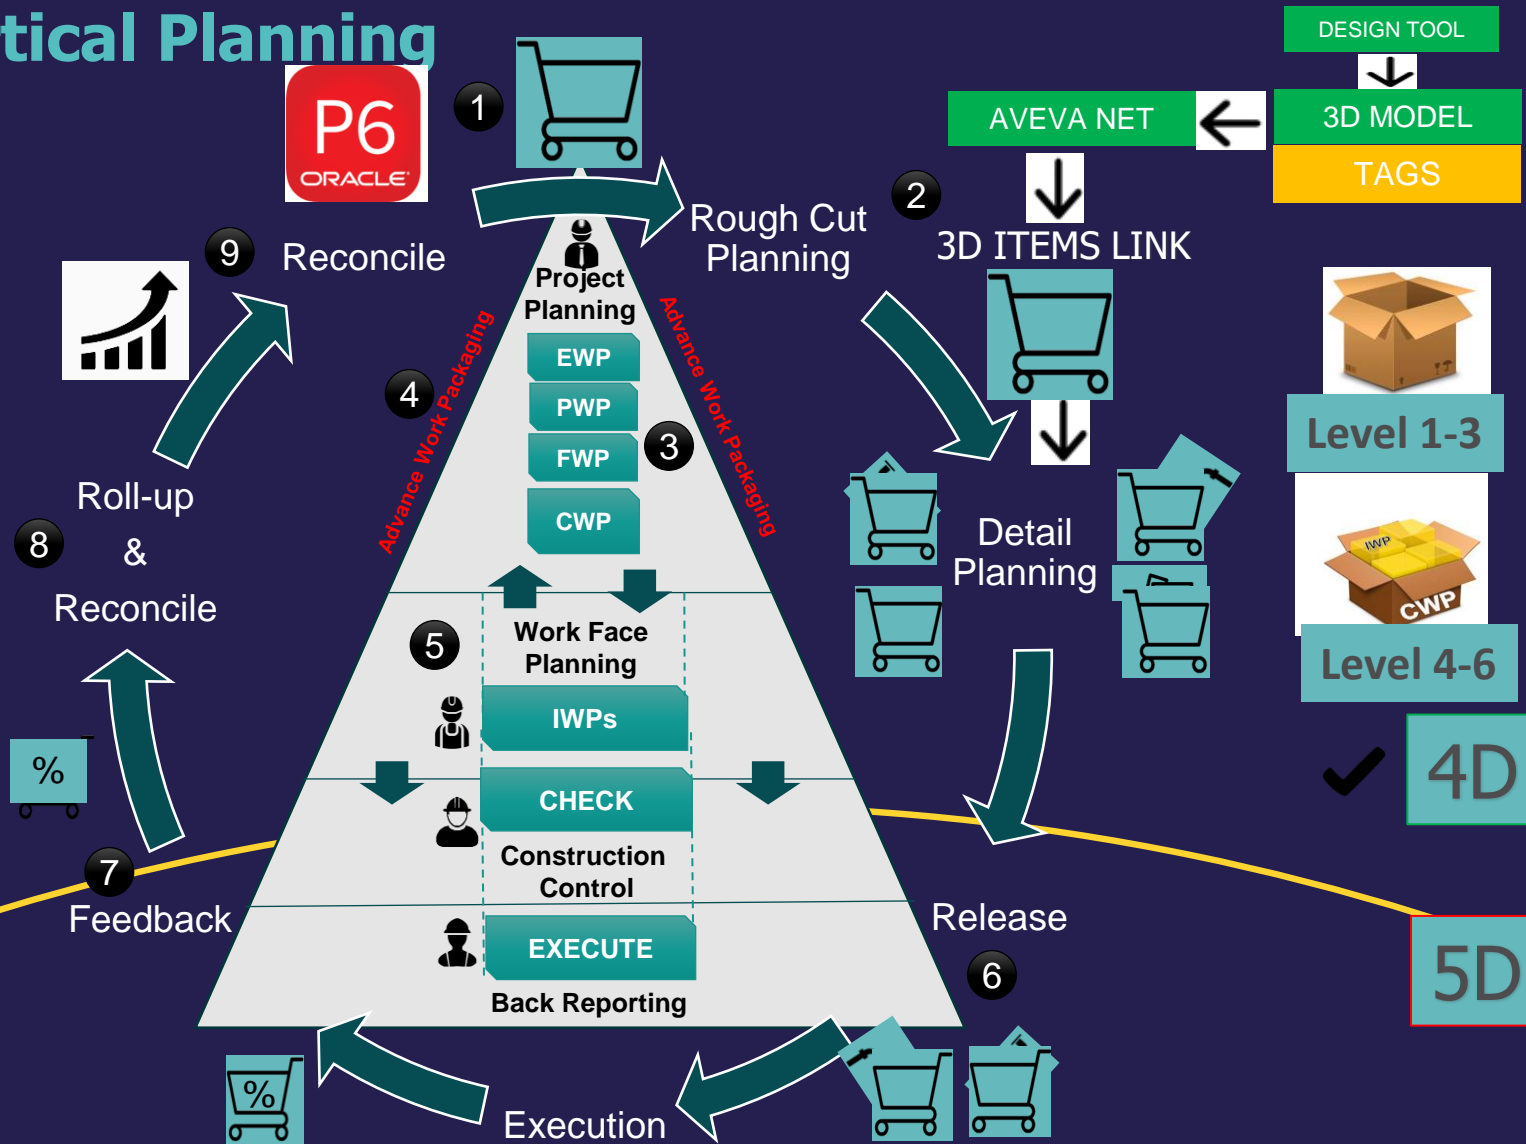 tical Planning
DESIGN TOOL
P6
ORACLE
1
AVEVA NET
3D MODEL
TAGS
2
Rough Cut
Planning
3D ITEMS LINK
9
Reconcile
Project
Planning
Advance Work Packaging
Advance Work Packaging
EWP
PWP
FWP
CWP
4
3
Level 1-3
Roll-up
&
Reconcile
8
Detail
Planning
IWP
CWP
Level 4-6
5
Work Face
Planning
IWPs
%
4D
CHECK
Construction
Control
7
Feedback
Release
6
EXECUTE
Back Reporting
5D
%
Execution